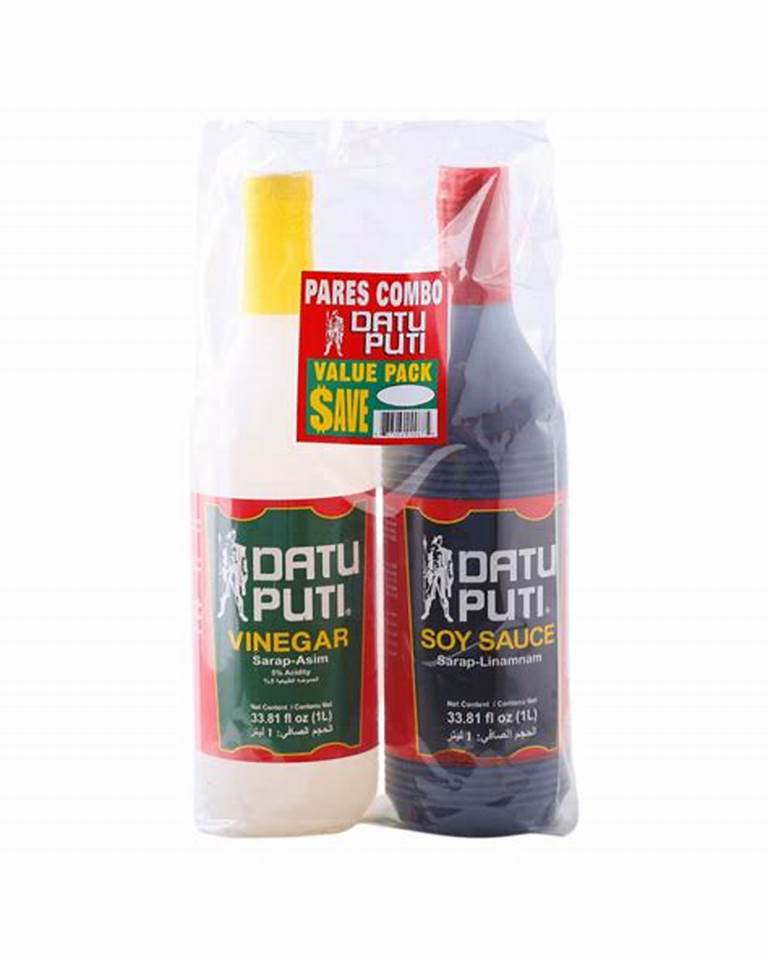 PARES COMBO
DATU
PUTI
VALUE PACK
$AVE
DATU
PUTI®
VINEGAR
Sarap-Asim
5% Acidity
Net Content / Contenu Net
33.81 fl oz (1L)
الحجم الصافي: 1 ليتر
DATU
PUTI®
SOY SAUCE
Sarap-Linamnam
Net Content / Contenu Net
33.81 fl oz (1L)
الحجم الصافي: 1 ليتر